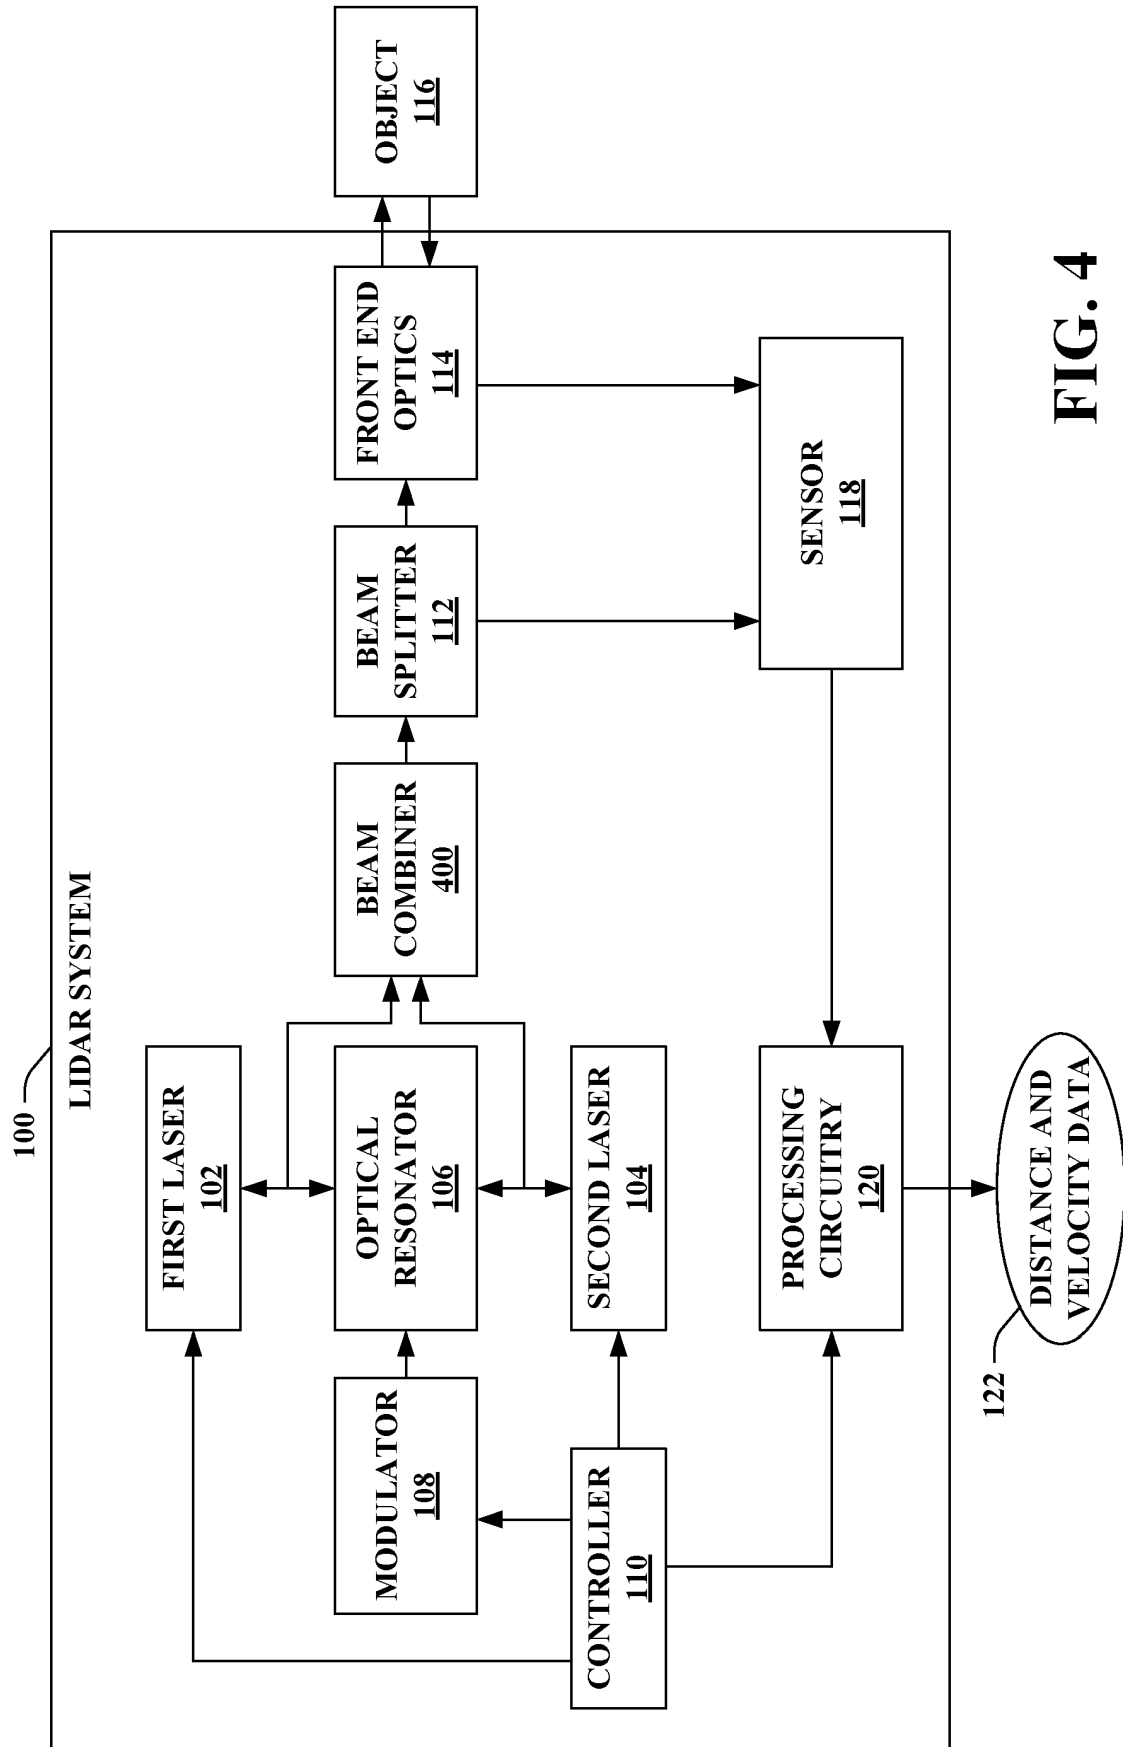 100
LIDAR SYSTEM
FIRST LASER
102
OPTICAL
RESONATOR
106
SECOND LASER
104
MODULATOR
108
CONTROLLER
110
BEAM
COMBINER
400
BEAM
SPLITTER
112
FRONT END
OPTICS
114
OBJECT
116
SENSOR
118
PROCESSING
CIRCUITRY
120
DISTANCE AND
VELOCITY DATA
122
FIG. 4